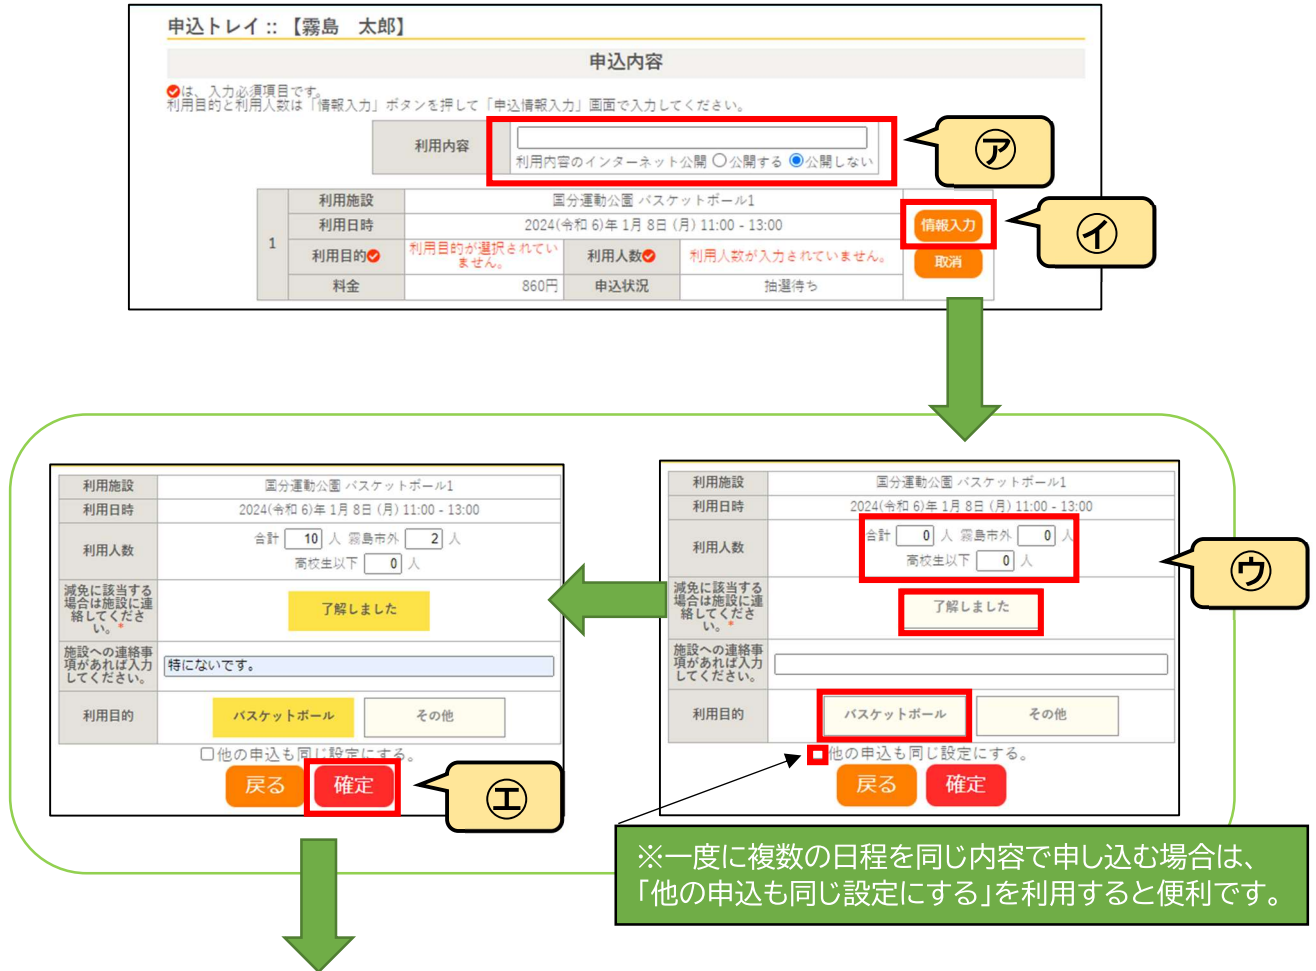 申込トレイ ::【霧島　太郎】
申込内容
は、入力必須項目です。
利用目的と利用人数は「情報入力」ボタンを押して「申込情報入力」画面で入力してください。
利用内容
利用内容のインターネット公開 公開する 公開しない
㋐
1
利用施設 国分運動公園 バスケットボール1
利用日時 2024(令和 6)年 1月 8日 (月) 11:00 - 13:00
情報入力
㋑
利用目的 利用目的が選択されてい
ません。
利用人数 利用人数が入力されていません。
取消
料金 860円 申込状況 抽選待ち
利用施設 国分運動公園 バスケットボール1
利用日時 2024(令和 6)年 1月 8日 (月) 11:00 - 13:00
利用人数
合計 0 人 霧島市外 0 人
高校生以下 0 人
㋒
減免に該当する
場合は施設に連
絡してくださ
い。*
了解しました
施設への連絡事
項があれば入力
してください。
利用目的 バスケットボール その他
他の申込も同じ設定にする。
戻る 確定
※一度に複数の日程を同じ内容で申し込む場合は、
「他の申込も同じ設定にする」を利用すると便利です。
利用施設 国分運動公園 バスケットボール1
利用日時 2024(令和 6)年 1月 8日 (月) 11:00 - 13:00
利用人数
合計 10 人 霧島市外 2 人
高校生以下 0 人
減免に該当する
場合は施設に連
絡してくださ
い。*
了解しました
施設への連絡事
項があれば入力
してください。
特にないです。
利用目的 バスケットボール その他
他の申込も同じ設定にする。
戻る 確定
㋓